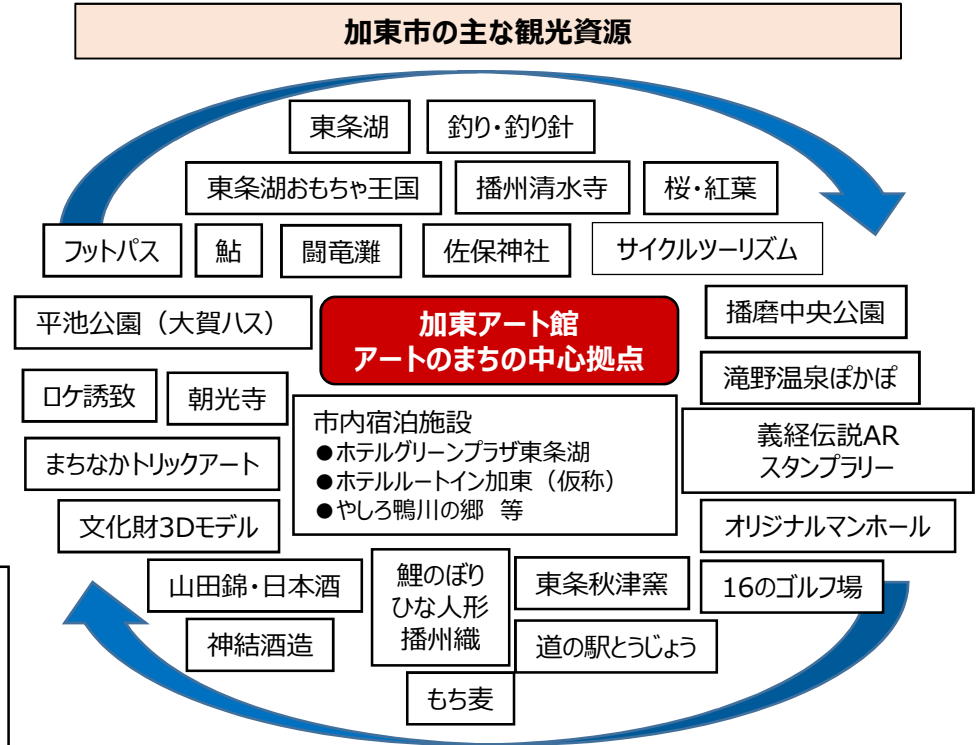 加東市の主な観光資源
東条湖
釣り・釣り針
東条湖おもちゃ王国
播州清水寺
桜・紅葉
フットパス
鮎
闘竜灘
佐保神社
サイクルツーリズム
平池公園（大賀ハス）
加東アート館
アートのまちの中心拠点
播磨中央公園
滝野温泉ぽかぽ
ロケ誘致
朝光寺
市内宿泊施設
●ホテルグリーンプラザ東条湖
●ホテルルートイン加東（仮称）
●やしろ鴨川の郷　等
義経伝説AR
スタンプラリー
まちなかトリックアート
文化財3Dモデル
オリジナルマンホール
山田錦・日本酒
鯉のぼり
ひな人形
播州織
東条秋津窯
16のゴルフ場
神結酒造
道の駅とうじょう
もち麦